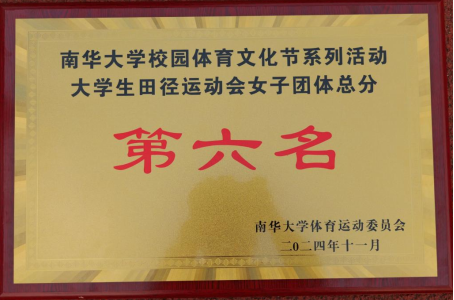 南华大学校园体育文化节系列活动
大学生田径运动会女子团体总分
第六名
南华大学体育运动委员会
二〇二四年十一月